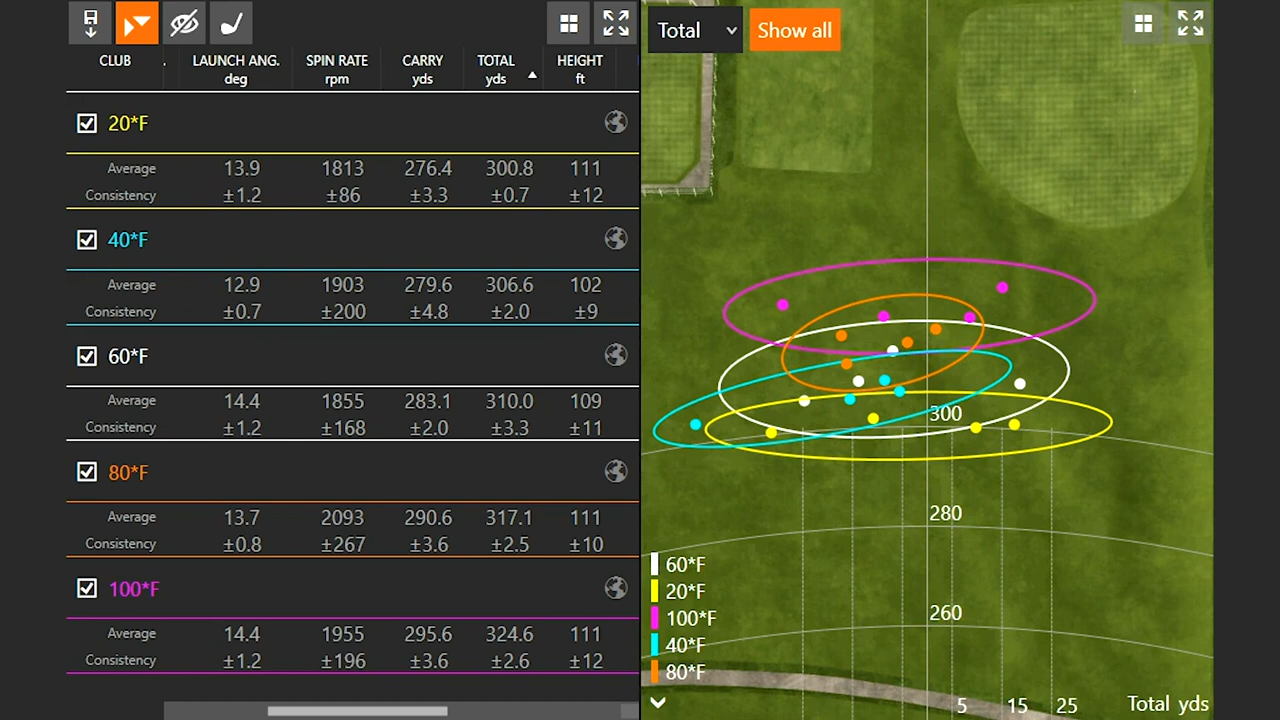 CLUB LAUNCH ANG. deg SPIN RATE rpm CARRY yds TOTAL yds HEIGHT ft
20*F
Average 13.9 1813 276.4 300.8 111
Consistency ±1.2 ±86 ±3.3 ±0.7 ±12
40*F
Average 12.9 1903 279.6 306.6 102
Consistency ±0.7 ±200 ±4.8 ±2.0 ±9
60*F
Average 14.4 1855 283.1 310.0 109
Consistency ±1.2 ±168 ±2.0 ±3.3 ±11
80*F
Average 13.7 2093 290.6 317.1 111
Consistency ±0.8 ±267 ±3.6 ±2.5 ±10
100*F
Average 14.4 1955 295.6 324.6 111
Consistency ±1.2 ±196 ±3.6 ±2.6 ±12
Total Show all
300
280
260
60*F
20*F
100*F
40*F
80*F
5 15 25 Total yds